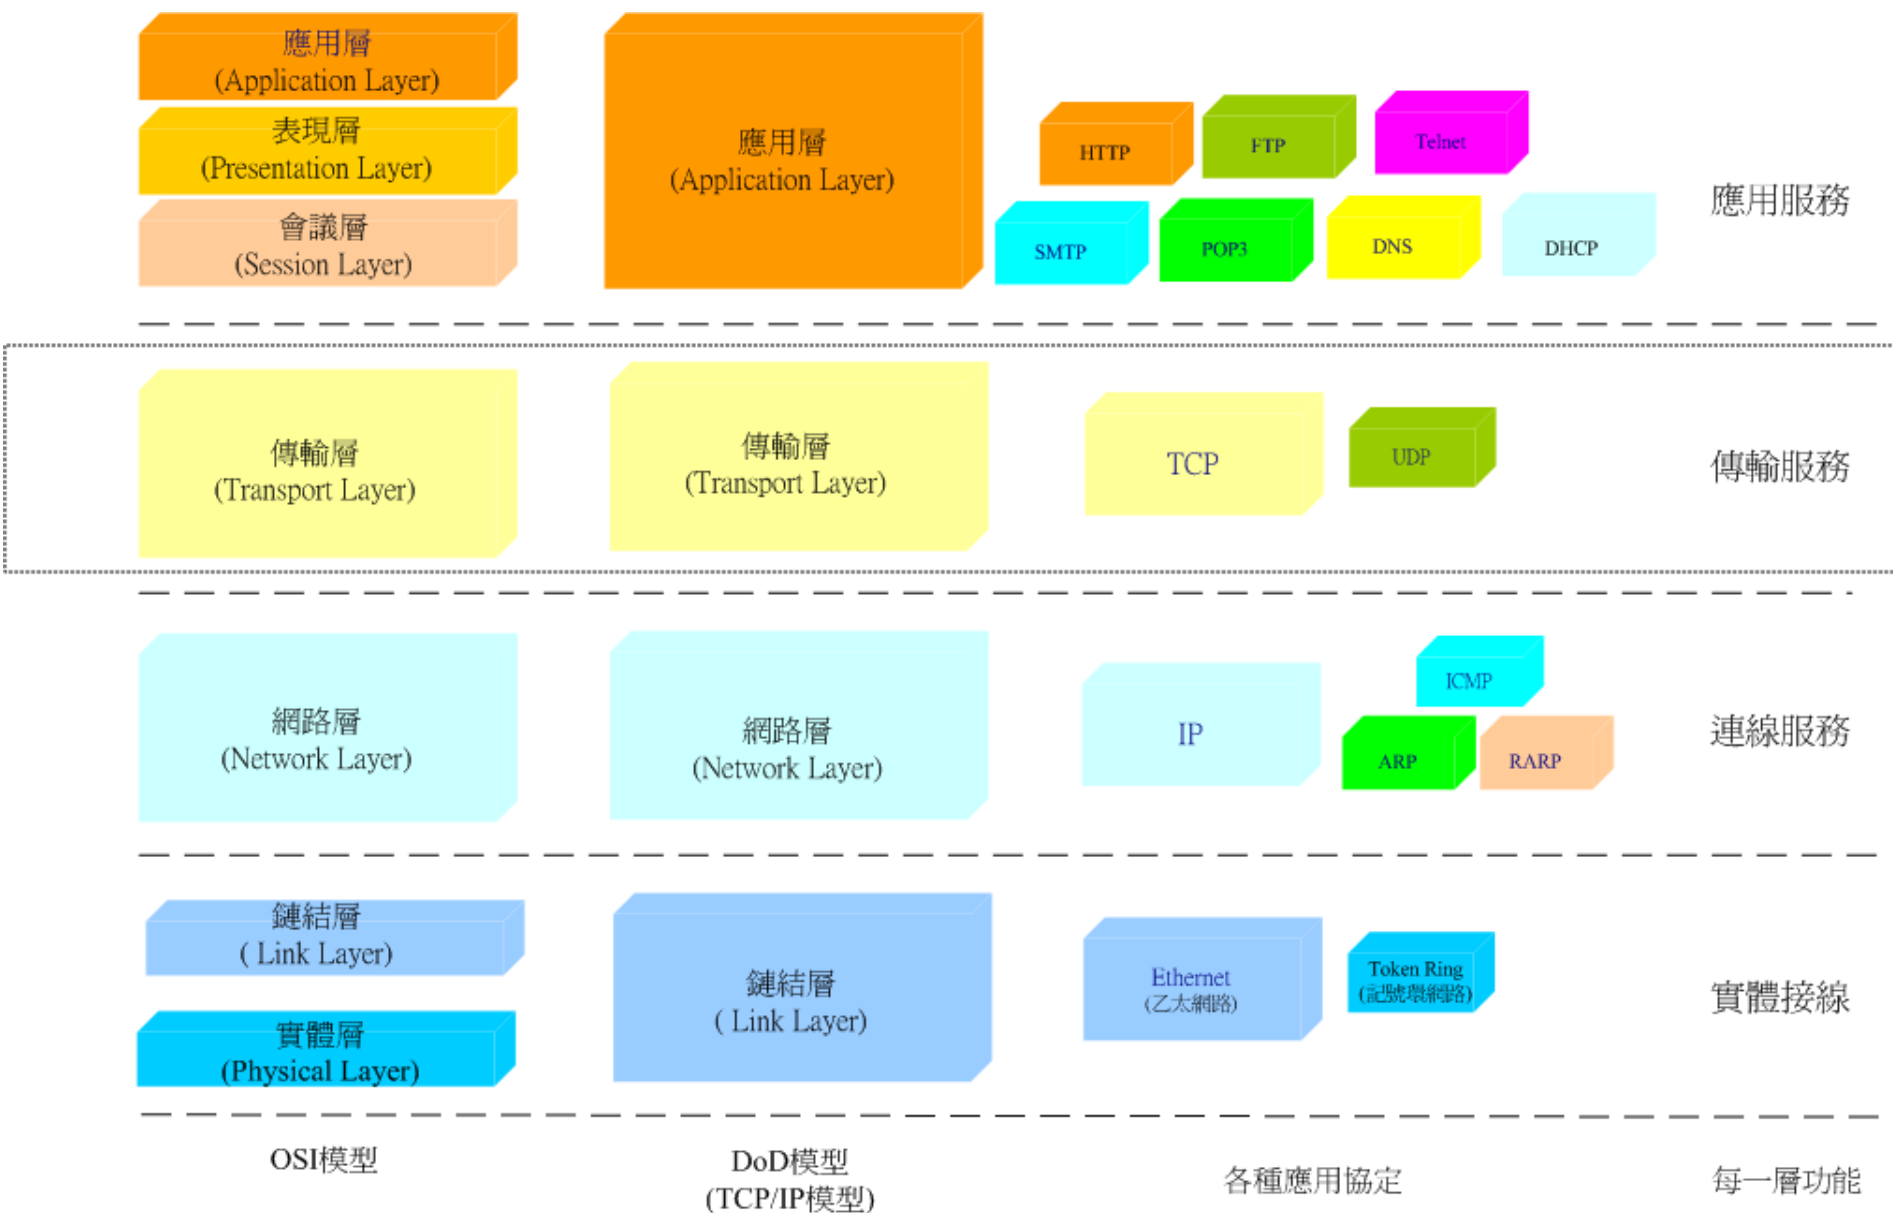 應用層
(Application Layer)
表現層
(Presentation Layer)
會議層
(Session Layer)
應用層
(Application Layer)
HTTP
FTP
Telnet
SMTP
POP3
DNS
DHCP
應用服務
傳輸層
(Transport Layer)
傳輸層
(Transport Layer)
TCP
UDP
傳輸服務
網路層
(Network Layer)
網路層
(Network Layer)
IP
ICMP
ARP
RARP
連線服務
鏈結層
( Link Layer)
實體層
(Physical Layer)
鏈結層
( Link Layer)
Ethernet
(乙太網路)
Token Ring
(記號環網路)
實體接線
OSI模型
DoD模型
(TCP/IP模型)
各種應用協定
每一層功能